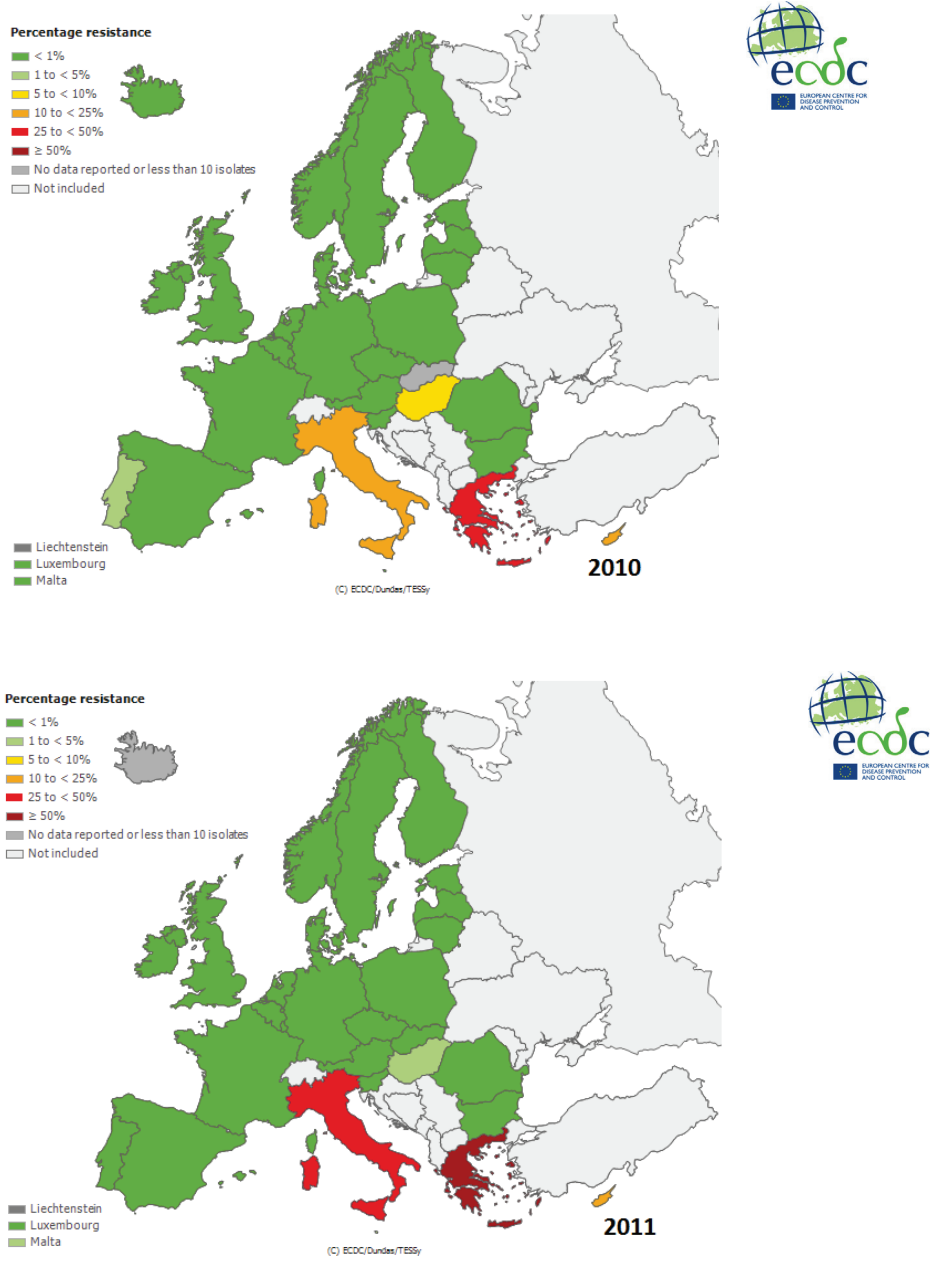 Percentage resistance
< 1%
1 to < 5%
5 to < 10%
10 to < 25%
25 to < 50%
≥ 50%
No data reported or less than 10 isolates
Not included
ecdc
EUROPEAN CENTRE FOR
DISEASE PREVENTION
AND CONTROL
Liechtenstein
Luxembourg
Malta
2010
(C) ECDC/Dundas/TESSy
Percentage resistance
< 1%
1 to < 5%
5 to < 10%
10 to < 25%
25 to < 50%
≥ 50%
No data reported or less than 10 isolates
Not included
ecdc
EUROPEAN CENTRE FOR
DISEASE PREVENTION
AND CONTROL
Liechtenstein
Luxembourg
Malta
2011
(C) ECDC/Dundas/TESSy